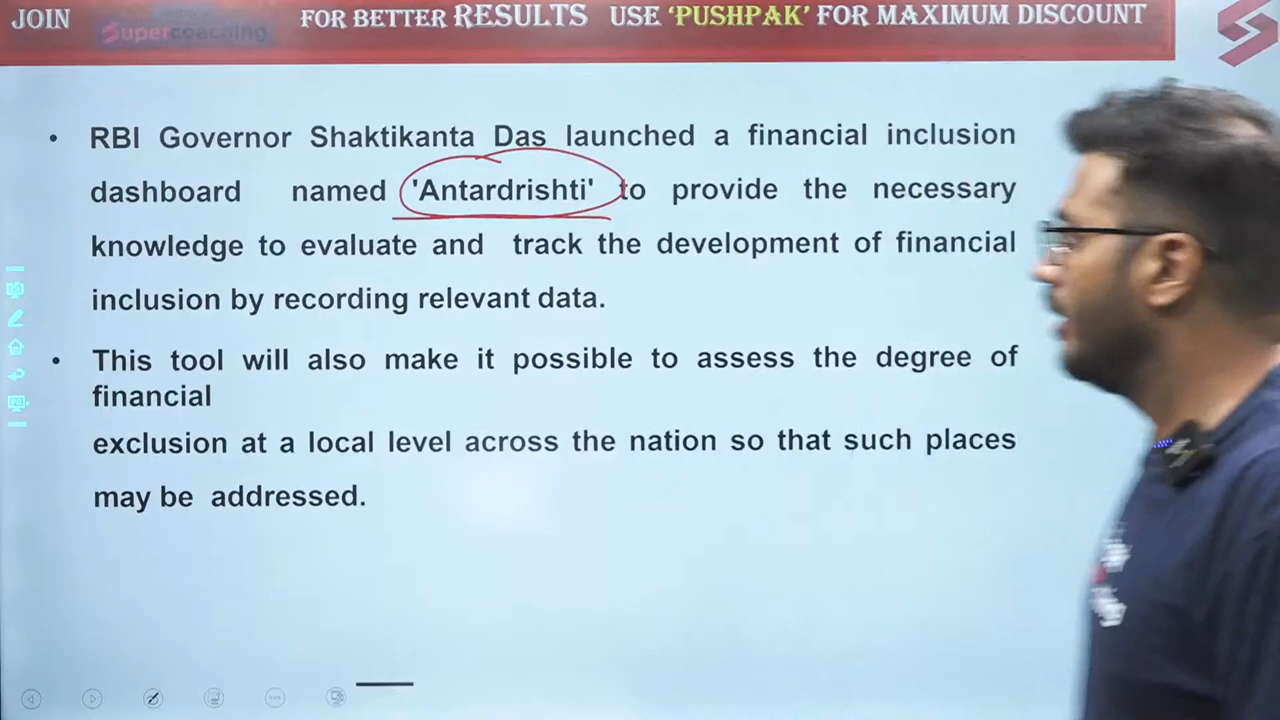 JOIN Supercoaching FOR BETTER RESULTS USE ‘PUSHPAK’ FOR MAXIMUM DISCOUNT
• RBI Governor Shaktikanta Das launched a financial inclusion
dashboard named 'Antardrishti' to provide the necessary
knowledge to evaluate and track the development of financial
inclusion by recording relevant data.
• This tool will also make it possible to assess the degree of
financial
exclusion at a local level across the nation so that such places
may be addressed.